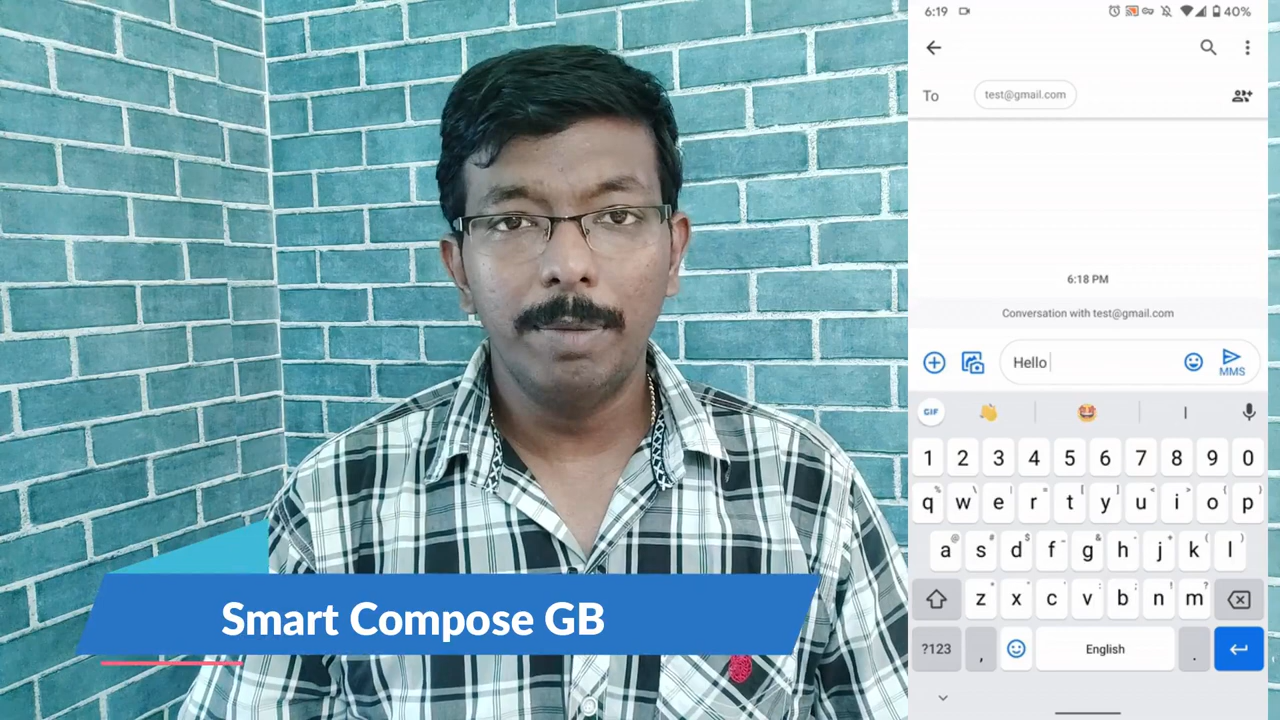 Smart Compose GB
6:19
40%
To
test@gmail.com
6:18 PM
Conversation with test@gmail.com
Hello
MMS
GIF
1 2 3 4 5 6 7 8 9 0
q w e r t y u i o p
a s d f g h j k l
z x c v b n m
?123 , English .